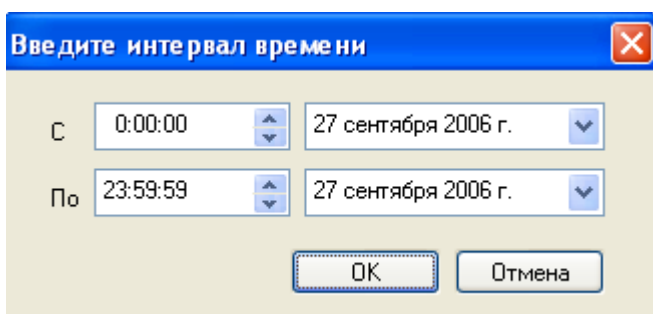 Введите интервал времени
С 0:00:00 27 сентября 2006 г.
По 23:59:59 27 сентября 2006 г.
OK Отмена